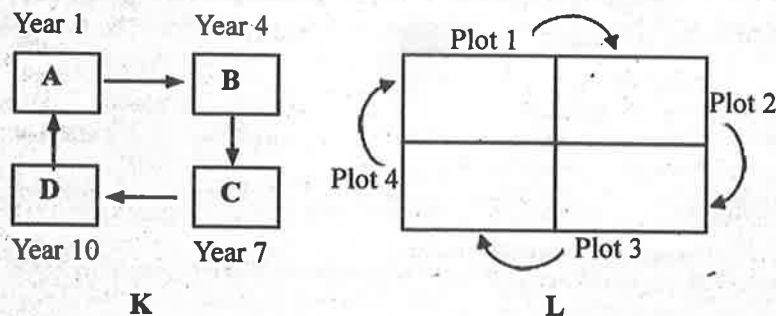 Year 1 Year 4
Plot 1
A B
Plot 2
D C
Plot 4
Year 10 Year 7
Plot 3
K L